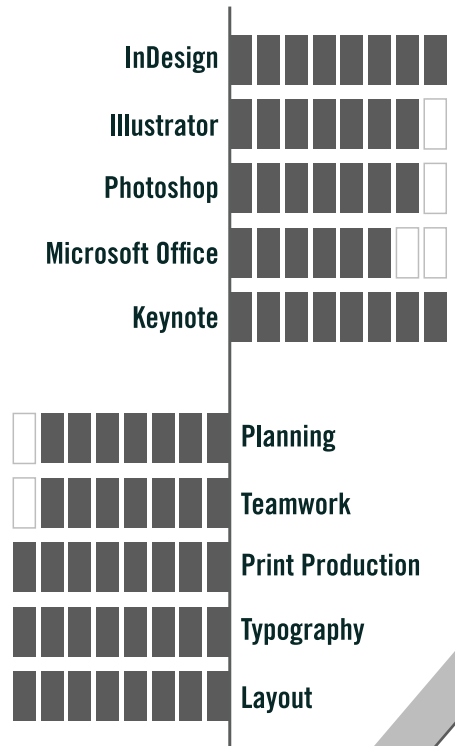 InDesign
Illustrator
Photoshop
Microsoft Office
Keynote
Planning
Teamwork
Print Production
Typography
Layout